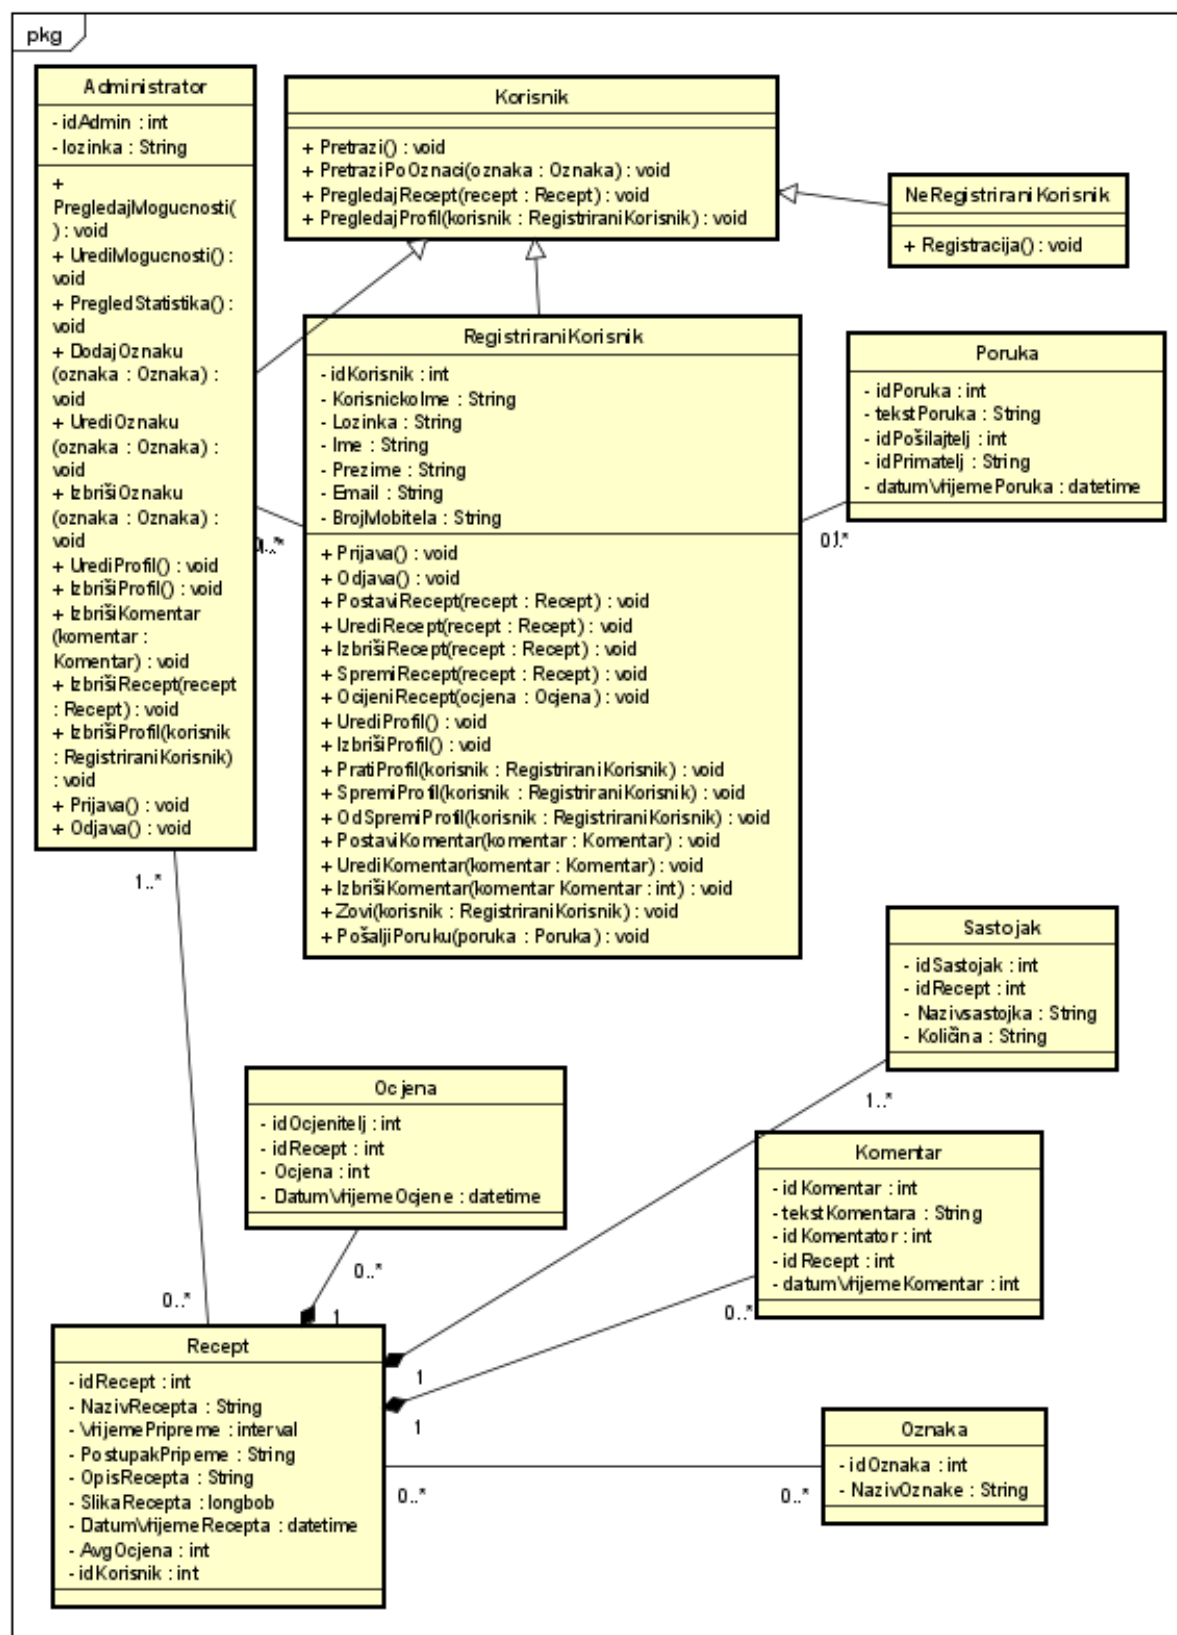 pkg
Administrator
- idAdmin : int
- lozinka : String
+
PregledajMogucnosti(
) : void
+ UrediMogucnosti() :
void
+ PregledStatistika() :
void
+ DodajOznaku
(oznaka : Oznaka) :
void
+ UrediOznaku
(oznaka : Oznaka) :
void
+ IzbrišiOznaku
(oznaka : Oznaka) :
void
+ UrediProfil() : void
+ IzbrišiProfil() : void
+ IzbrišiKomentar
(komentar :
Komentar) : void
+ IzbrišiRecept(recept
: Recept) : void
+ IzbrišiProfil(korisnik
: RegistriraniKorisnik)
: void
+ Prijava() : void
+ Odjava() : void
Korisnik
+ Pretrazi() : void
+ PretraziPoOznaci(oznaka : Oznaka) : void
+ PregledajRecept(recept : Recept) : void
+ PregledajProfil(korisnik : RegistriraniKorisnik) : void
NeRegistriraniKorisnik
+ Registracija() : void
RegistriraniKorisnik
- idKorisnik : int
- KorisnickoIme : String
- Lozinka : String
- Ime : String
- Prezime : String
- Email : String
- BrojMobitela : String
+ Prijava() : void
+ Odjava() : void
+ PostaviRecept(recept : Recept) : void
+ UrediRecept(recept : Recept) : void
+ IzbrišiRecept(recept : Recept) : void
+ SpremiRecept(recept : Recept) : void
+ OcijeniRecept(ocjena : Ocjena) : void
+ UrediProfil() : void
+ IzbrišiProfil() : void
+ PratiProfil(korisnik : RegistriraniKorisnik) : void
+ SpremiProfil(korisnik : RegistriraniKorisnik) : void
+ OdSpremiProfil(korisnik : RegistriraniKorisnik) : void
+ PostaviKomentar(komentar : Komentar) : void
+ UrediKomentar(komentar : Komentar) : void
+ IzbrišiKomentar(komentar Komentar : int) : void
+ Zovi(korisnik : RegistriraniKorisnik) : void
+ PošaljiPoruku(poruka : Poruka) : void
Poruka
- idPoruka : int
- tekstPoruka : String
- idPošilajtelj : int
- idPrimatelj : String
- datumVrijemePoruka : datetime
1..*
0..*
Ocjena
- idOcjenitelj : int
- idRecept : int
- Ocjena : int
- DatumVrijemeOcjene : datetime
0..*
1
Sastojak
- idSastojak : int
- idRecept : int
- Nazivsastojka : String
- Količina : String
1..*
1
Komentar
- idKomentar : int
- tekstKomentara : String
- idKomentator : int
- idRecept : int
- datumVrijemeKomentar : int
0..*
1
Recept
- idRecept : int
- NazivRecepta : String
- VrijemePripreme : interval
- PostupakPripeme : String
- OpisRecepta : String
- SlikaRecepta : longbob
- DatumVrijemeRecepta : datetime
- AvgOcjena : int
- idKorisnik : int
0..*
0..*
Oznaka
- idOznaka : int
- NazivOznake : String